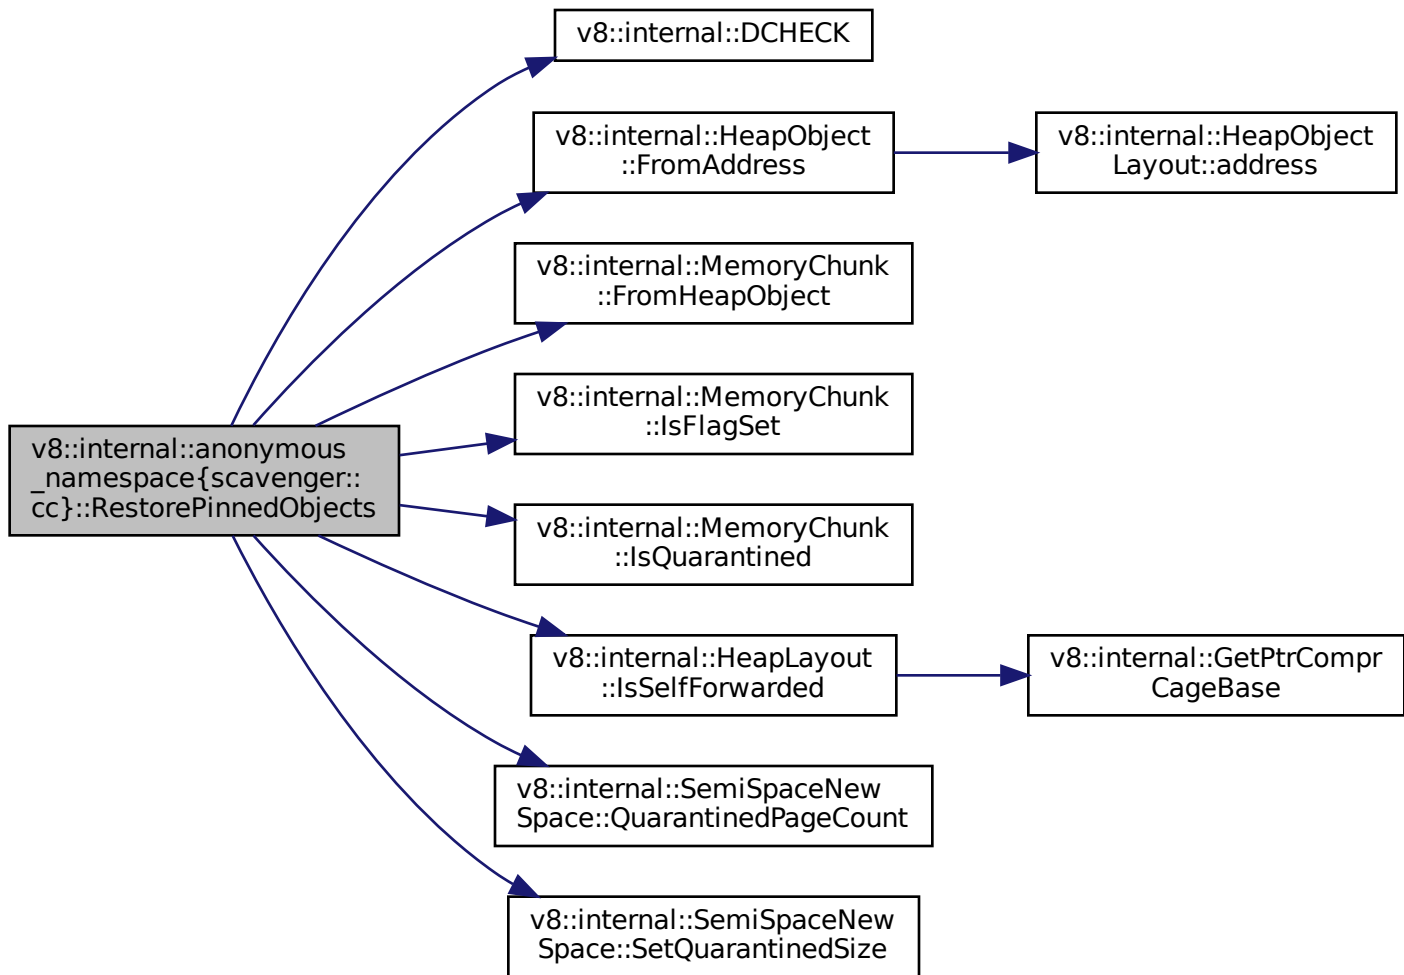 v8::internal::DCHECK
v8::internal::HeapObject
::FromAddress
v8::internal::HeapObject
Layout::address
v8::internal::MemoryChunk
::FromHeapObject
v8::internal::MemoryChunk
::IsFlagSet
v8::internal::anonymous
_namespace{scavenger::
cc}::RestorePinnedObjects
v8::internal::MemoryChunk
::IsQuarantined
v8::internal::HeapLayout
::IsSelfForwarded
v8::internal::GetPtrCompr
CageBase
v8::internal::SemiSpaceNew
Space::QuarantinedPageCount
v8::internal::SemiSpaceNew
Space::SetQuarantinedSize